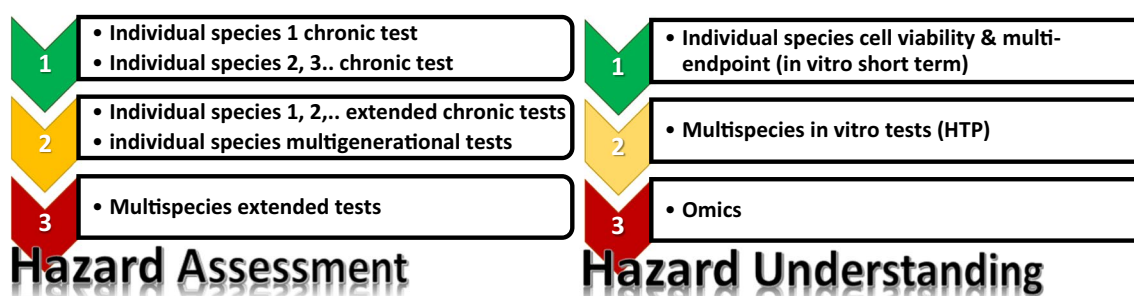 1
• Individual species 1 chronic test
• Individual species 2, 3.. chronic test
2
• Individual species 1, 2,.. extended chronic tests
• individual species multigenerational tests
3
• Multispecies extended tests
Hazard Assessment
1
• Individual species cell viability & multi-
endpoint (in vitro short term)
2
• Multispecies in vitro tests (HTP)
3
• Omics
Hazard Understanding